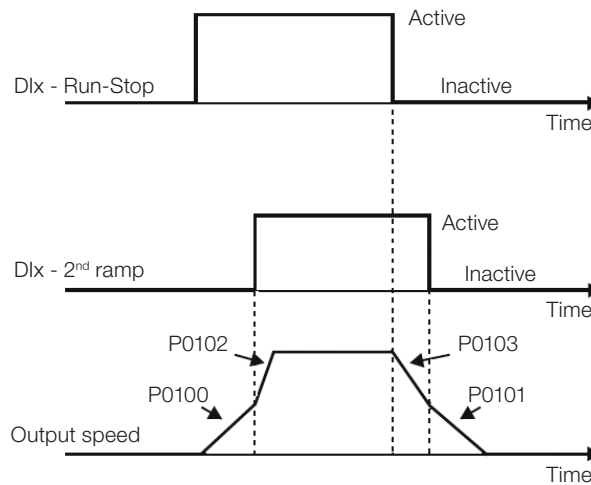 Active
DIx - Run-Stop
Inactive
Time
Active
DIx - 2nd ramp
Inactive
Time
P0102
P0103
P0100
P0101
Output speed
Time